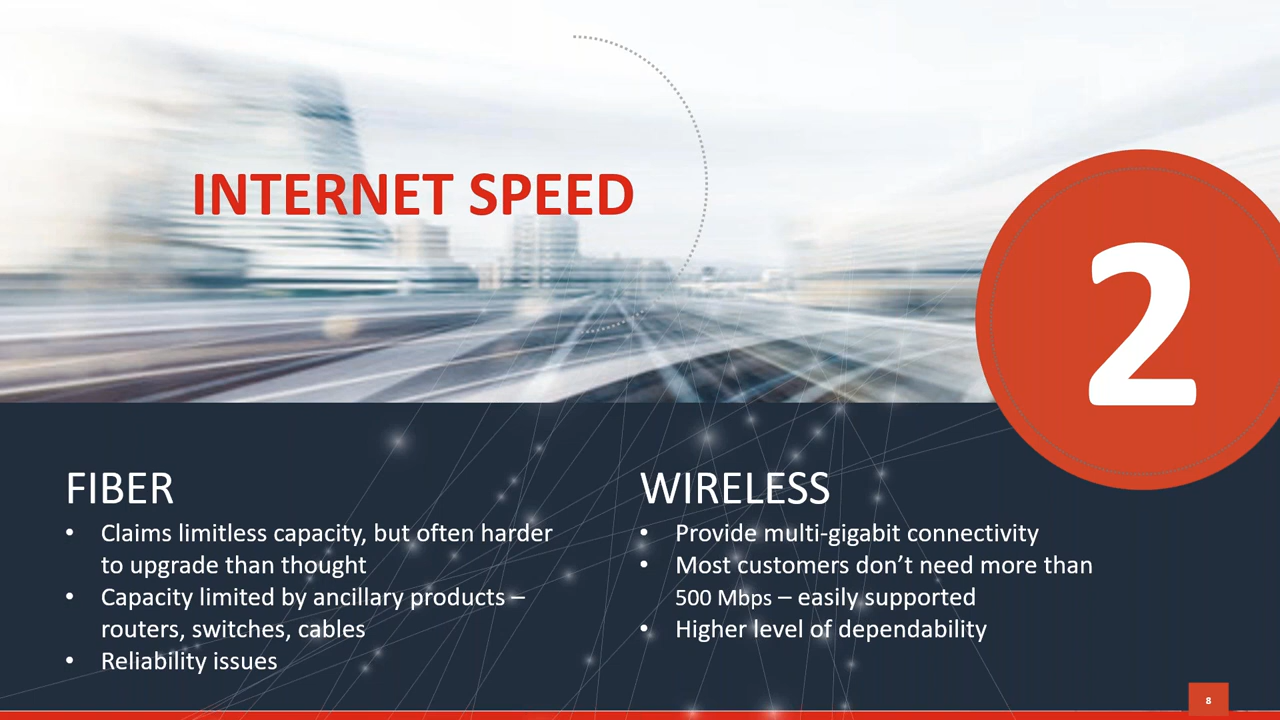 INTERNET SPEED
2
FIBER
• Claims limitless capacity, but often harder
to upgrade than thought
• Capacity limited by ancillary products –
routers, switches, cables
• Reliability issues
WIRELESS
• Provide multi-gigabit connectivity
• Most customers don’t need more than
500 Mbps – easily supported
• Higher level of dependability
8